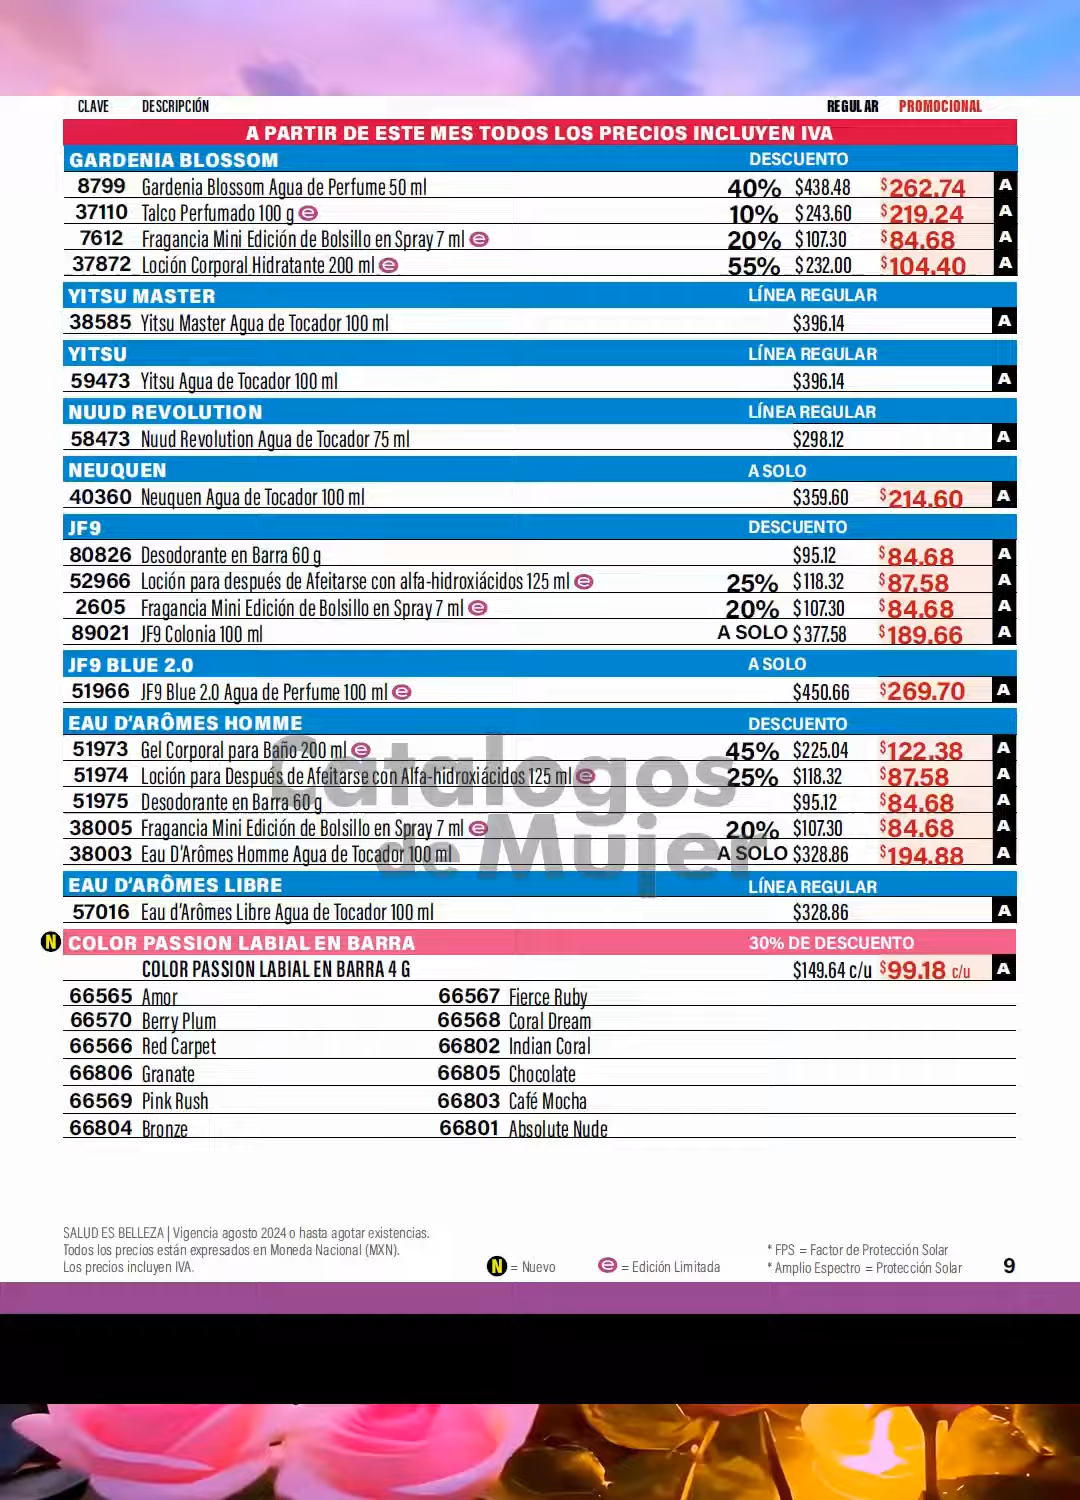 CLAVE DESCRIPCIÓN REGULAR PROMOCIONAL
A PARTIR DE ESTE MES TODOS LOS PRECIOS INCLUYEN IVA
GARDENIA BLOSSOM DESCUENTO
8799 Gardenia Blossom Agua de Perfume 50 ml 40% $438.48 $262.74 A
37110 Talco Perfumado 100 g e 10% $243.60 $219.24 A
7612 Fragancia Mini Edición de Bolsillo en Spray 7 ml e 20% $107.30 $84.68 A
37872 Loción Corporal Hidratante 200 ml e 55% $232.00 $104.40 A
YITSU MASTER LÍNEA REGULAR
38585 Yitsu Master Agua de Tocador 100 ml $396.14 A
YITSU LÍNEA REGULAR
59473 Yitsu Agua de Tocador 100 ml $396.14 A
NUUD REVOLUTION LÍNEA REGULAR
58473 Nuud Revolution Agua de Tocador 75 ml $298.12 A
NEUQUEN A SOLO
40360 Neuquen Agua de Tocador 100 ml $359.60 $214.60 A
JF9 DESCUENTO
80826 Desodorante en Barra 60 g $95.12 $84.68 A
52966 Loción para después de Afeitarse con alfa-hidroxiácidos 125 ml e 25% $118.32 $87.58 A
2605 Fragancia Mini Edición de Bolsillo en Spray 7 ml e 20% $107.30 $84.68 A
89021 JF9 Colonia 100 ml A SOLO $377.58 $189.66 A
JF9 BLUE 2.0 A SOLO
51966 JF9 Blue 2.0 Agua de Perfume 100 ml e $450.66 $269.70 A
EAU D'ARÔMES HOMME DESCUENTO
51973 Gel Corporal para Baño 200 ml e 45% $225.04 $122.38 A
51974 Loción para Después de Afeitarse con Alfa-hidroxiácidos 125 ml e 25% $118.32 $87.58 A
51975 Desodorante en Barra 60 g $95.12 $84.68 A
38005 Fragancia Mini Edición de Bolsillo en Spray 7 ml e 20% $107.30 $84.68 A
38003 Eau D'Arômes Homme Agua de Tocador 100 ml A SOLO $328.86 $194.88 A
Catalogos
de Mujer
EAU D'ARÔMES LIBRE LÍNEA REGULAR
57016 Eau d'Arômes Libre Agua de Tocador 100 ml $328.86 A
N COLOR PASSION LABIAL EN BARRA 30% DE DESCUENTO
COLOR PASSION LABIAL EN BARRA 4 G $149.64 c/u $99.18 c/u A
66565 Amor 66567 Fierce Ruby
66570 Berry Plum 66568 Coral Dream
66566 Red Carpet 66802 Indian Coral
66806 Granate 66805 Chocolate
66569 Pink Rush 66803 Café Mocha
66804 Bronze 66801 Absolute Nude
SALUD ES BELLEZA | Vigencia agosto 2024 o hasta agotar existencias.
Todos los precios están expresados en Moneda Nacional (MXN).
Los precios incluyen IVA.
N = Nuevo e = Edición Limitada
* FPS = Factor de Protección Solar
* Amplio Espectro = Protección Solar
9